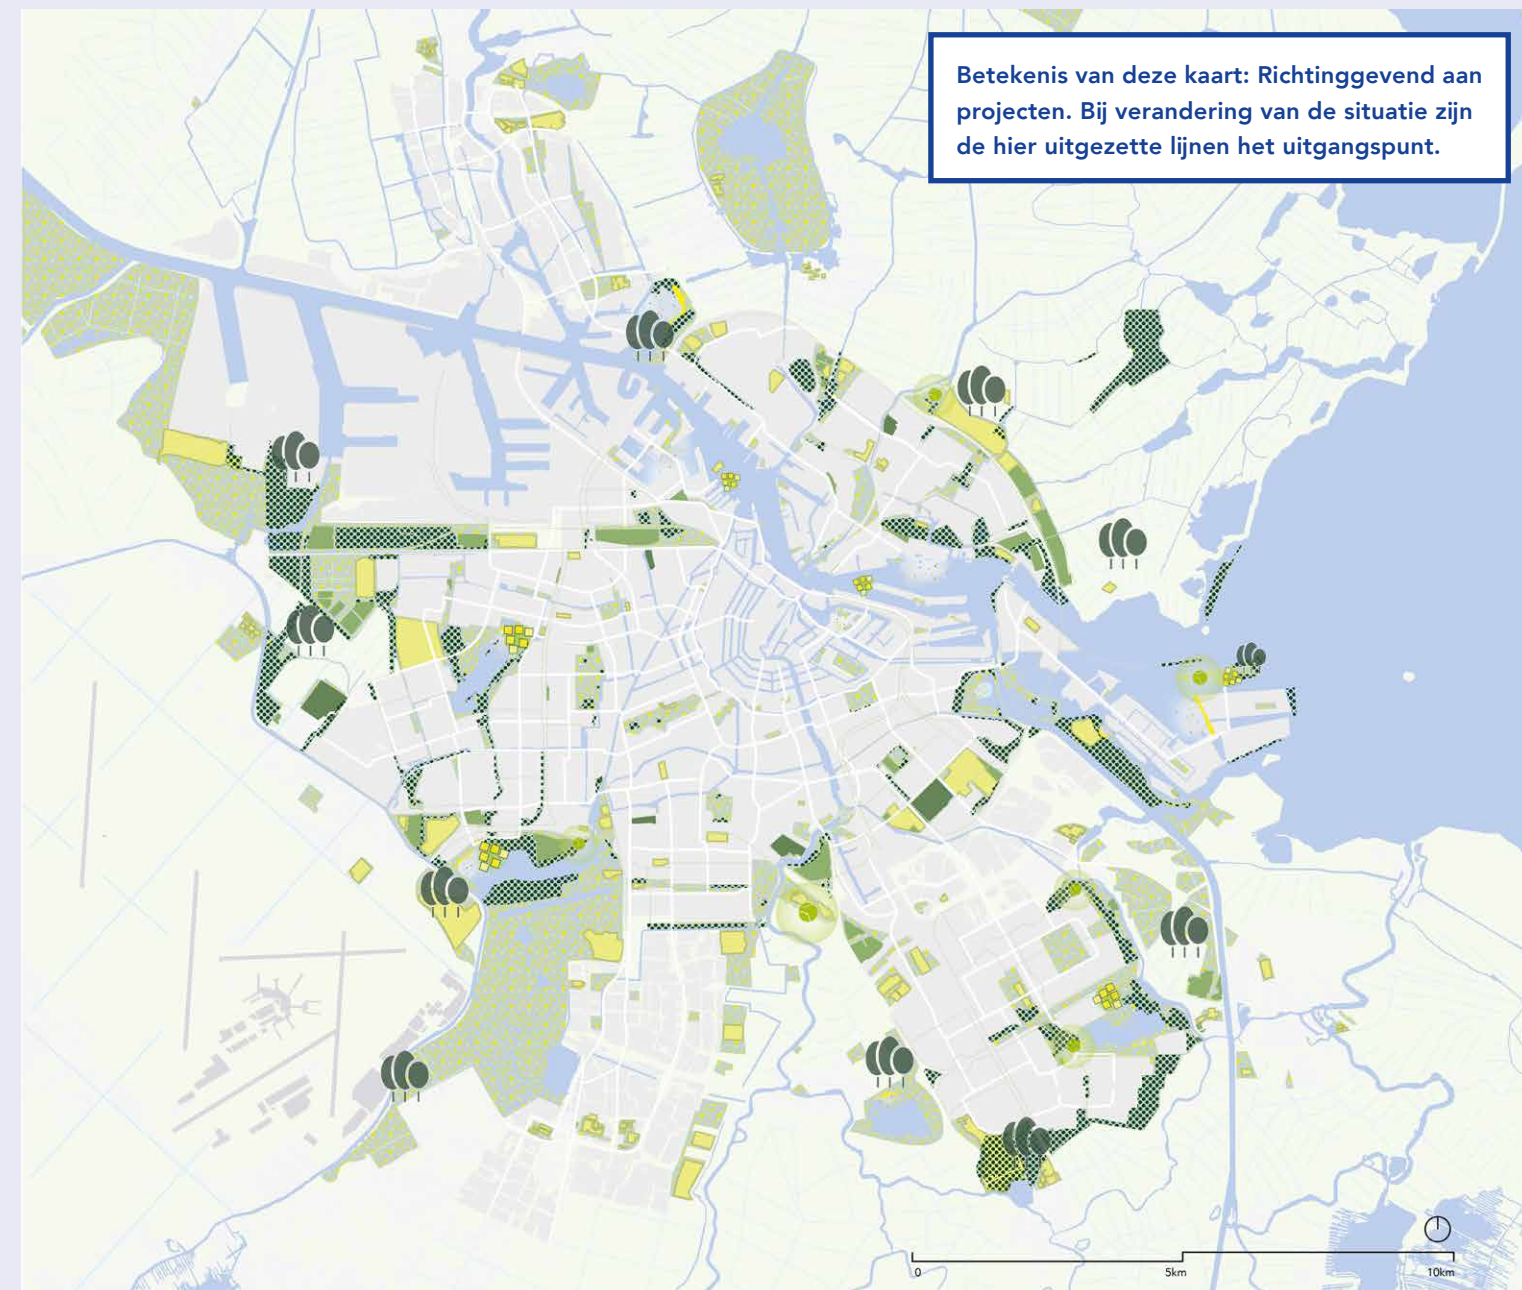 Betekenis van deze kaart: Richtinggevend aan
projecten. Bij verandering van de situatie zijn
de hier uitgezette lijnen het uitgangspunt.
0
5km
10km